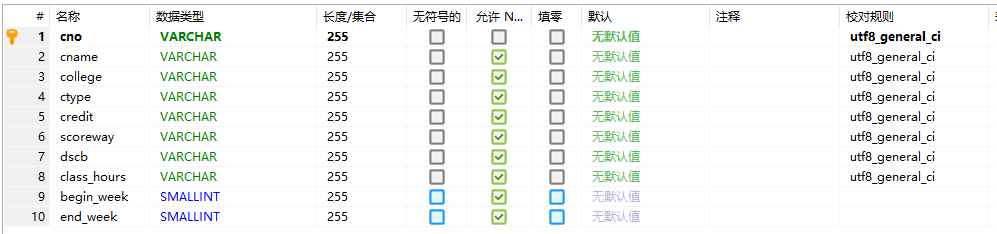 # 名称 数据类型 长度/集合 无符号的 允许 N... 填零 默认 注释 校对规则
1 cno VARCHAR 255 无默认值 utf8_general_ci
2 cname VARCHAR 255 无默认值 utf8_general_ci
3 college VARCHAR 255 无默认值 utf8_general_ci
4 ctype VARCHAR 255 无默认值 utf8_general_ci
5 credit VARCHAR 255 无默认值 utf8_general_ci
6 scoreway VARCHAR 255 无默认值 utf8_general_ci
7 dscb VARCHAR 255 无默认值 utf8_general_ci
8 class_hours VARCHAR 255 无默认值 utf8_general_ci
9 begin_week SMALLINT 255 无默认值
10 end_week SMALLINT 255 无默认值